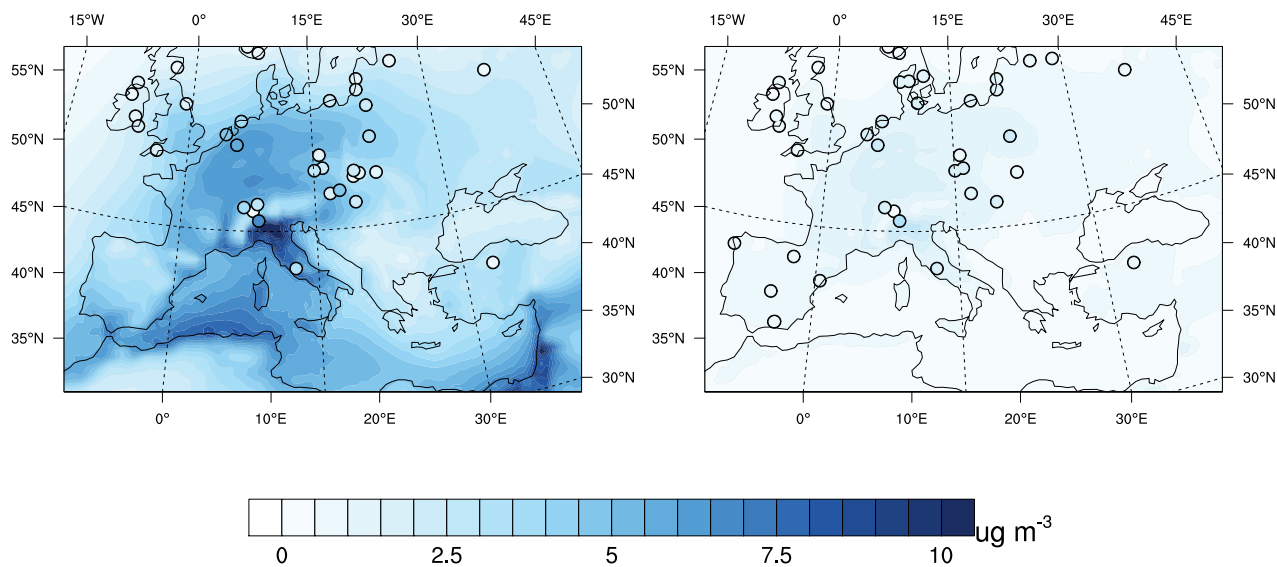 15°W 0° 15°E 30°E 45°E 15°W 0° 15°E 30°E 45°E
55°N 50°N 55°N 50°N
50°N 45°N 50°N 45°N
45°N 40°N 45°N 40°N
40°N 35°N 40°N 35°N
35°N 30°N 35°N 30°N
0° 10°E 20°E 30°E 0° 10°E 20°E 30°E
0 2.5 5 7.5 10 ug m⁻³